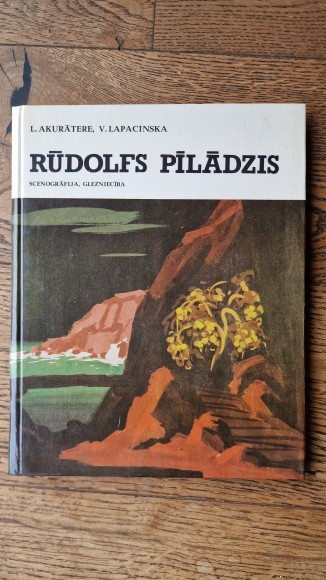 L. AKURĀTERE, V. LAPACINSKA
RŪDOLFS PĪLĀDZIS
SCENOGRĀFIJA, GLEZNIECĪBA